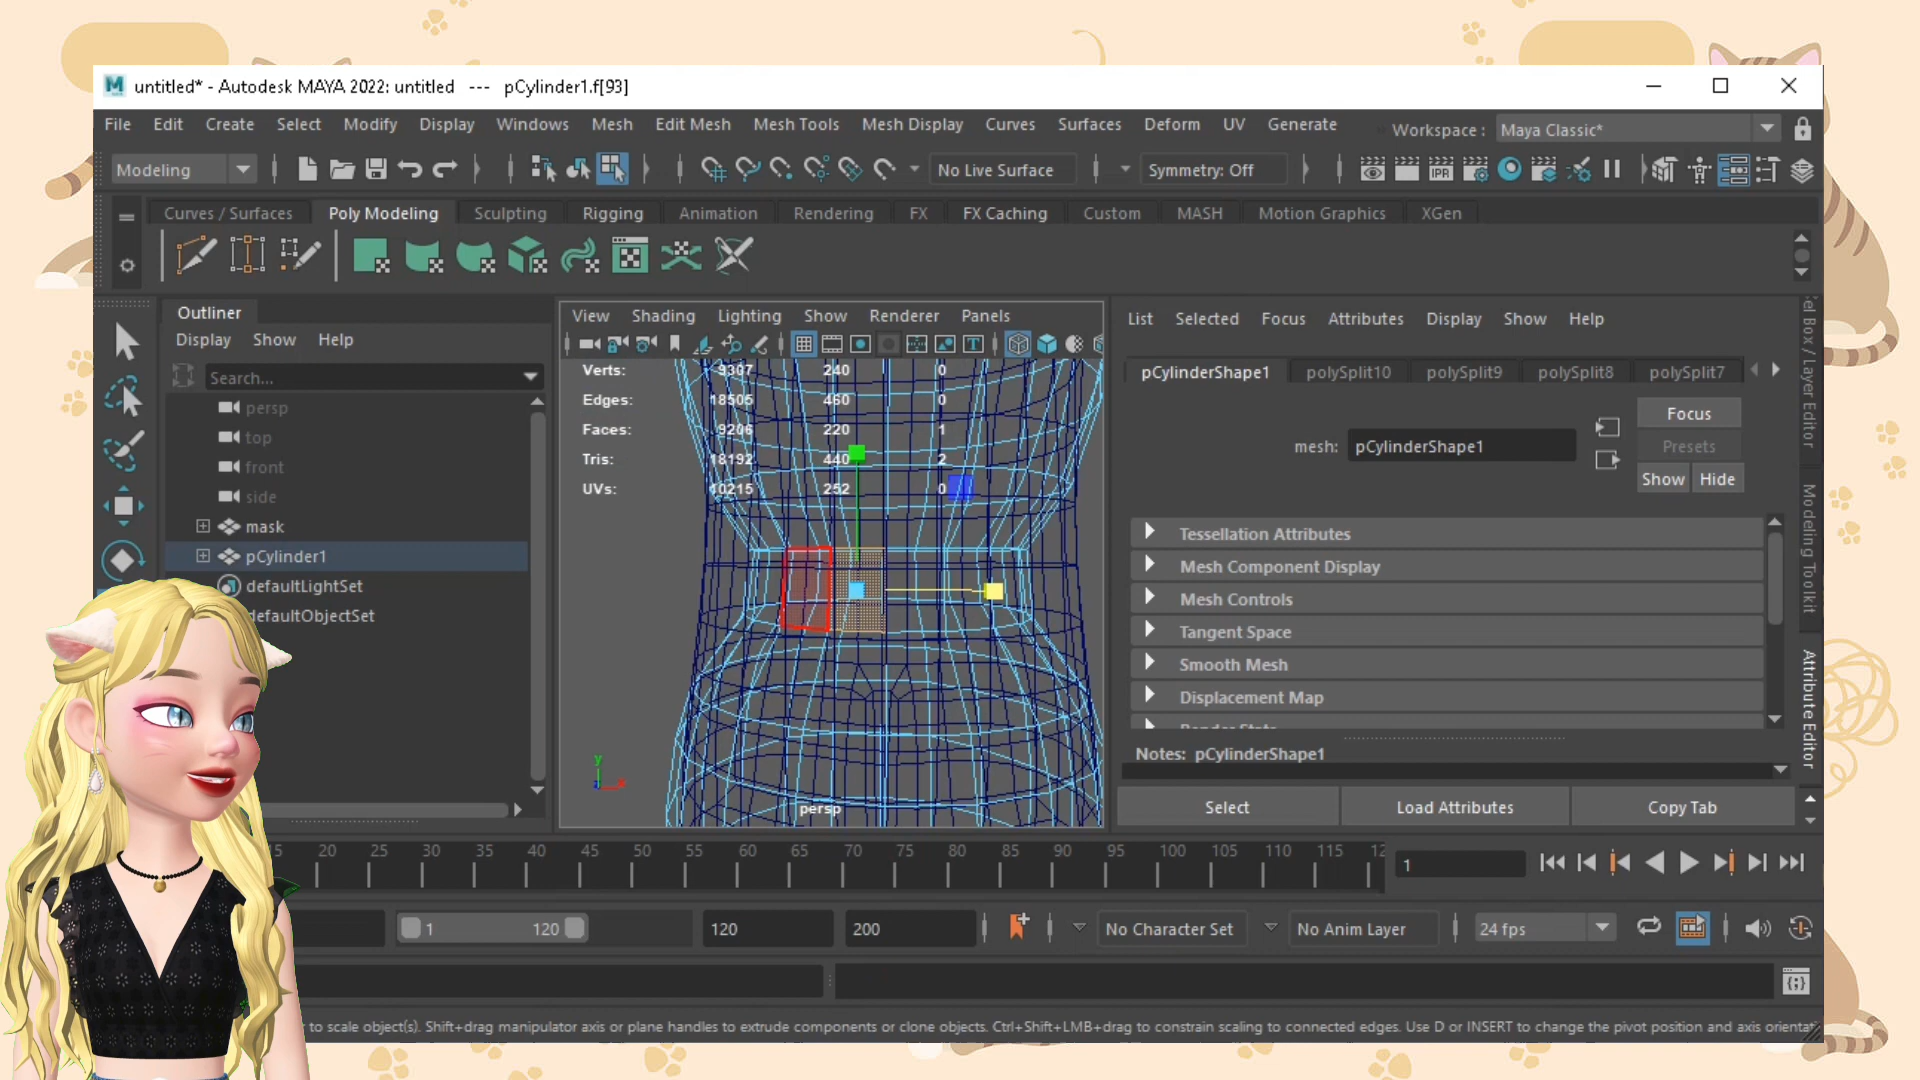 untitled* - Autodesk MAYA 2022: untitled --- pCylinder1.f[93]
File Edit Create Select Modify Display Windows Mesh Edit Mesh Mesh Tools Mesh Display Curves Surfaces Deform UV Generate Workspace : Maya Classic*
Modeling No Live Surface Symmetry: Off IPR
Curves / Surfaces Poly Modeling Sculpting Rigging Animation Rendering FX FX Caching Custom MASH Motion Graphics XGen
Outliner
Display Show Help
Search...
persp
top
front
side
mask
pCylinder1
defaultLightSet
defaultObjectSet
View Shading Lighting Show Renderer Panels
Verts: 9307 240 0
Edges: 18505 460 0
Faces: 9206 220 1
Tris: 18192 440 2
UVs: 10215 252 0
y
x
persp
List Selected Focus Attributes Display Show Help
pCylinderShape1 polySplit10 polySplit9 polySplit8 polySplit7
Focus
mesh: pCylinderShape1
Presets
Show Hide
Tessellation Attributes
Mesh Component Display
Mesh Controls
Tangent Space
Smooth Mesh
Displacement Map
Notes: pCylinderShape1
Select Load Attributes Copy Tab
Box / Layer Editor
Modeling Toolkit
Attribute Editor
20 25 30 35 40 45 50 55 60 65 70 75 80 85 90 95 100 105 110 115 12
1
1 120 120 200 No Character Set No Anim Layer 24 fps
to scale object(s). Shift+drag manipulator axis or plane handles to extrude components or clone objects. Ctrl+Shift+LMB+drag to constrain scaling to connected edges. Use D or INSERT to change the pivot position and axis orientat